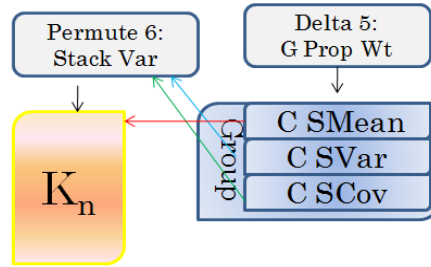 Permute 6:
Stack Var
Delta 5:
G Prop Wt
Kn
Group
C SMean
C SVar
C SCov